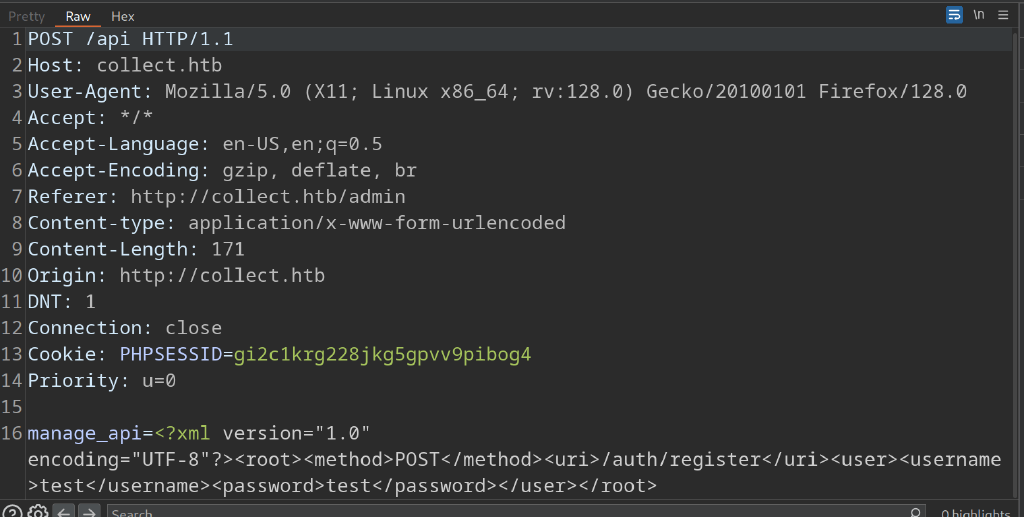 Pretty Raw Hex \n
1 POST /api HTTP/1.1
2 Host: collect.htb
3 User-Agent: Mozilla/5.0 (X11; Linux x86_64; rv:128.0) Gecko/20100101 Firefox/128.0
4 Accept: */*
5 Accept-Language: en-US,en;q=0.5
6 Accept-Encoding: gzip, deflate, br
7 Referer: http://collect.htb/admin
8 Content-type: application/x-www-form-urlencoded
9 Content-Length: 171
10 Origin: http://collect.htb
11 DNT: 1
12 Connection: close
13 Cookie: PHPSESSID=gi2c1krg228jkg5gpvv9pibog4
14 Priority: u=0
15
16 manage_api=<?xml version="1.0"
encoding="UTF-8"?><root><method>POST</method><uri>/auth/register</uri><user><username
>test</username><password>test</password></user></root>
Search 0 highlights